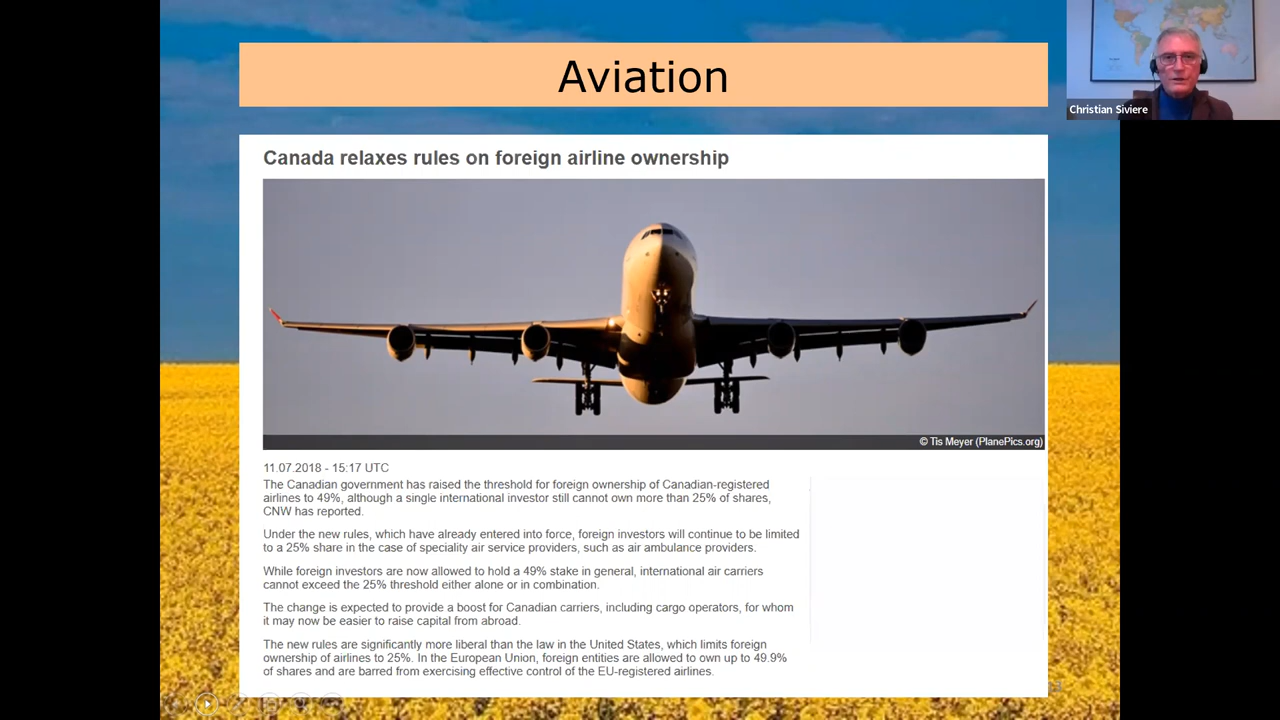 Aviation
Christian Siviere
Canada relaxes rules on foreign airline ownership
© Tis Meyer (PlanePics.org)
11.07.2018 - 15:17 UTC
The Canadian government has raised the threshold for foreign ownership of Canadian-registered
airlines to 49%, although a single international investor still cannot own more than 25% of shares,
CNW has reported.
Under the new rules, which have already entered into force, foreign investors will continue to be limited
to a 25% share in the case of speciality air service providers, such as air ambulance providers.
While foreign investors are now allowed to hold a 49% stake in general, international air carriers
cannot exceed the 25% threshold either alone or in combination.
The change is expected to provide a boost for Canadian carriers, including cargo operators, for whom
it may now be easier to raise capital from abroad.
The new rules are significantly more liberal than the law in the United States, which limits foreign
ownership of airlines to 25%. In the European Union, foreign entities are allowed to own up to 49.9%
of shares and are barred from exercising effective control of the EU-registered airlines.